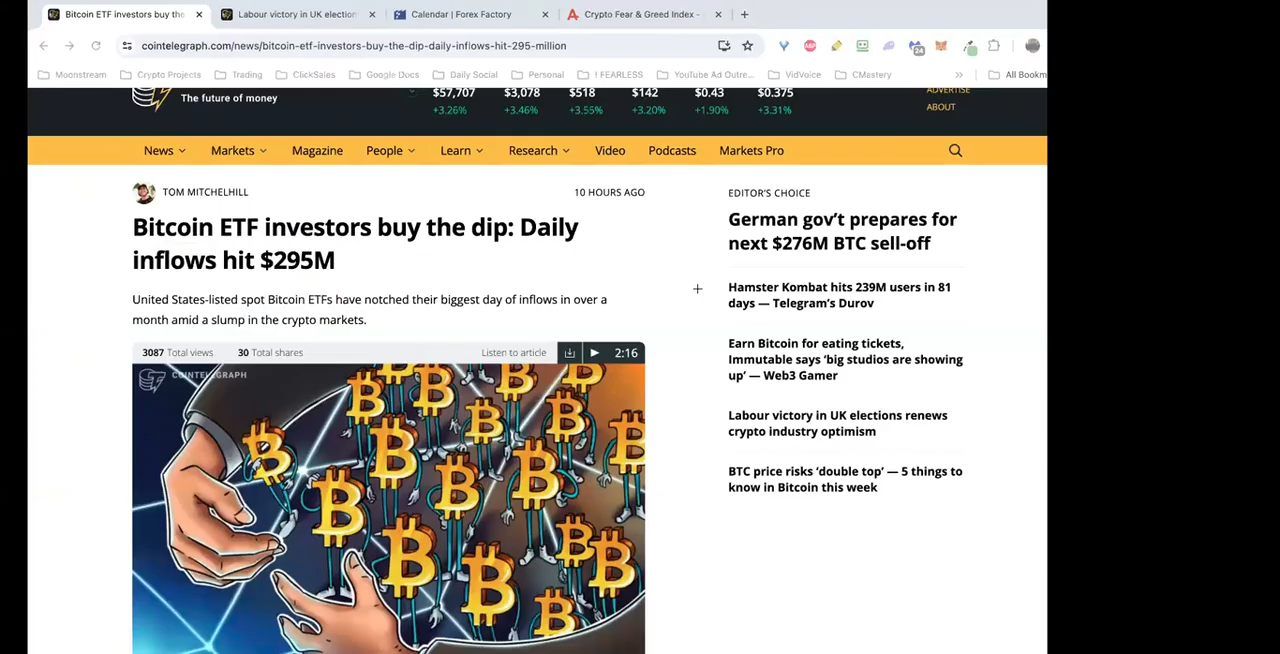 Bitcoin ETF investors buy the
Labour victory in UK election
Calendar | Forex Factory
Crypto Fear & Greed Index -
cointelegraph.com/news/bitcoin-etf-investors-buy-the-dip-daily-inflows-hit-295-million
ABP
24
Moonstream
Crypto Projects
Trading
ClickSales
Google Docs
Daily Social
Personal
! FEARLESS
YouTube Ad Outre...
VidVoice
CMastery
»
All Bookm
The future of money
$57,707 $3,078 $518 $142 $0.43 $0.375
+3.26% +3.46% +3.55% +3.20% +1.90% +3.31%
ADVERTISE
ABOUT
News Markets Magazine People Learn Research Video Podcasts Markets Pro
TOM MITCHELHILL
10 HOURS AGO
Bitcoin ETF investors buy the dip: Daily
inflows hit $295M
United States-listed spot Bitcoin ETFs have notched their biggest day of inflows in over a
month amid a slump in the crypto markets.
3087 Total views 30 Total shares Listen to article 2:16
COINTELEGRAPH
EDITOR'S CHOICE
German gov't prepares for
next $276M BTC sell-off
Hamster Kombat hits 239M users in 81
days — Telegram's Durov
Earn Bitcoin for eating tickets,
Immutable says 'big studios are showing
up' — Web3 Gamer
Labour victory in UK elections renews
crypto industry optimism
BTC price risks 'double top' — 5 things to
know in Bitcoin this week